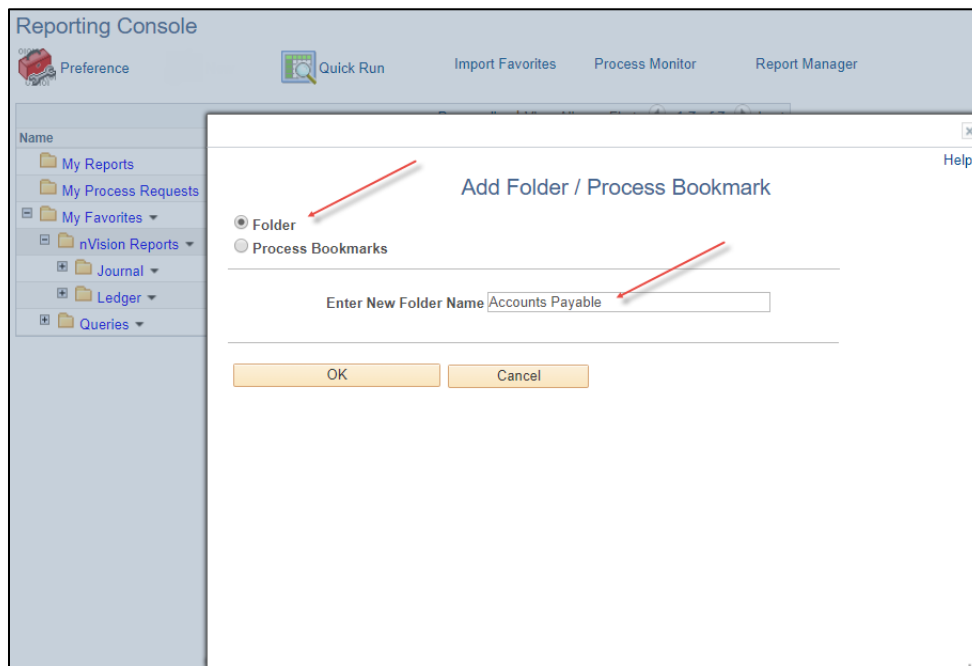 Reporting Console
Preference
Quick Run
Import Favorites
Process Monitor
Report Manager
Name
My Reports
My Process Requests
My Favorites
nVision Reports
Journal
Ledger
Queries
x
Help
Add Folder / Process Bookmark
Folder
Process Bookmarks
Enter New Folder Name Accounts Payable
OK Cancel